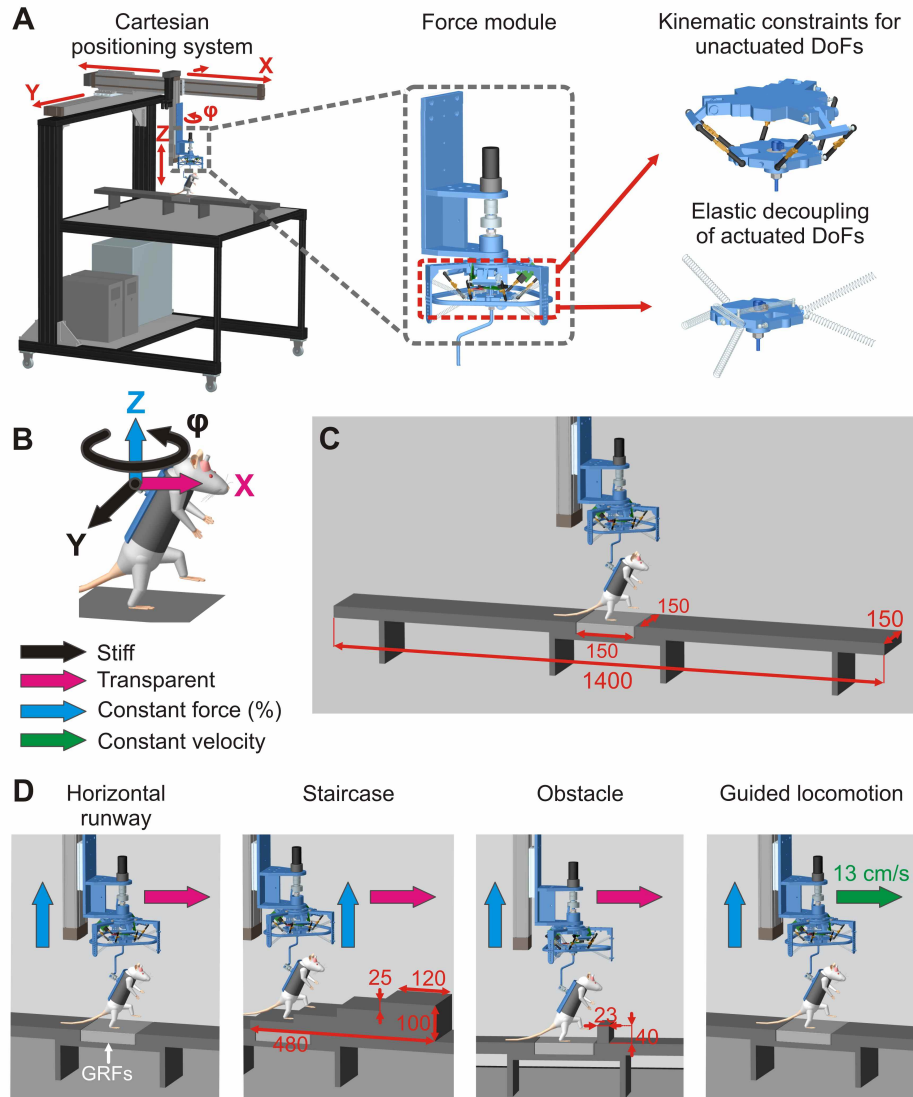 A
Cartesian
positioning system
Force module
Kinematic constraints for
unactuated DoFs
X
Y
φ
Z
Elastic decoupling
of actuated DoFs
B
Z
φ
X
Y
Stiff
Transparent
Constant force (%)
Constant velocity
C
150
150
150
1400
D
Horizontal
runway
Staircase
Obstacle
Guided locomotion
GRFs
25
120
100
480
23
40
13 cm/s